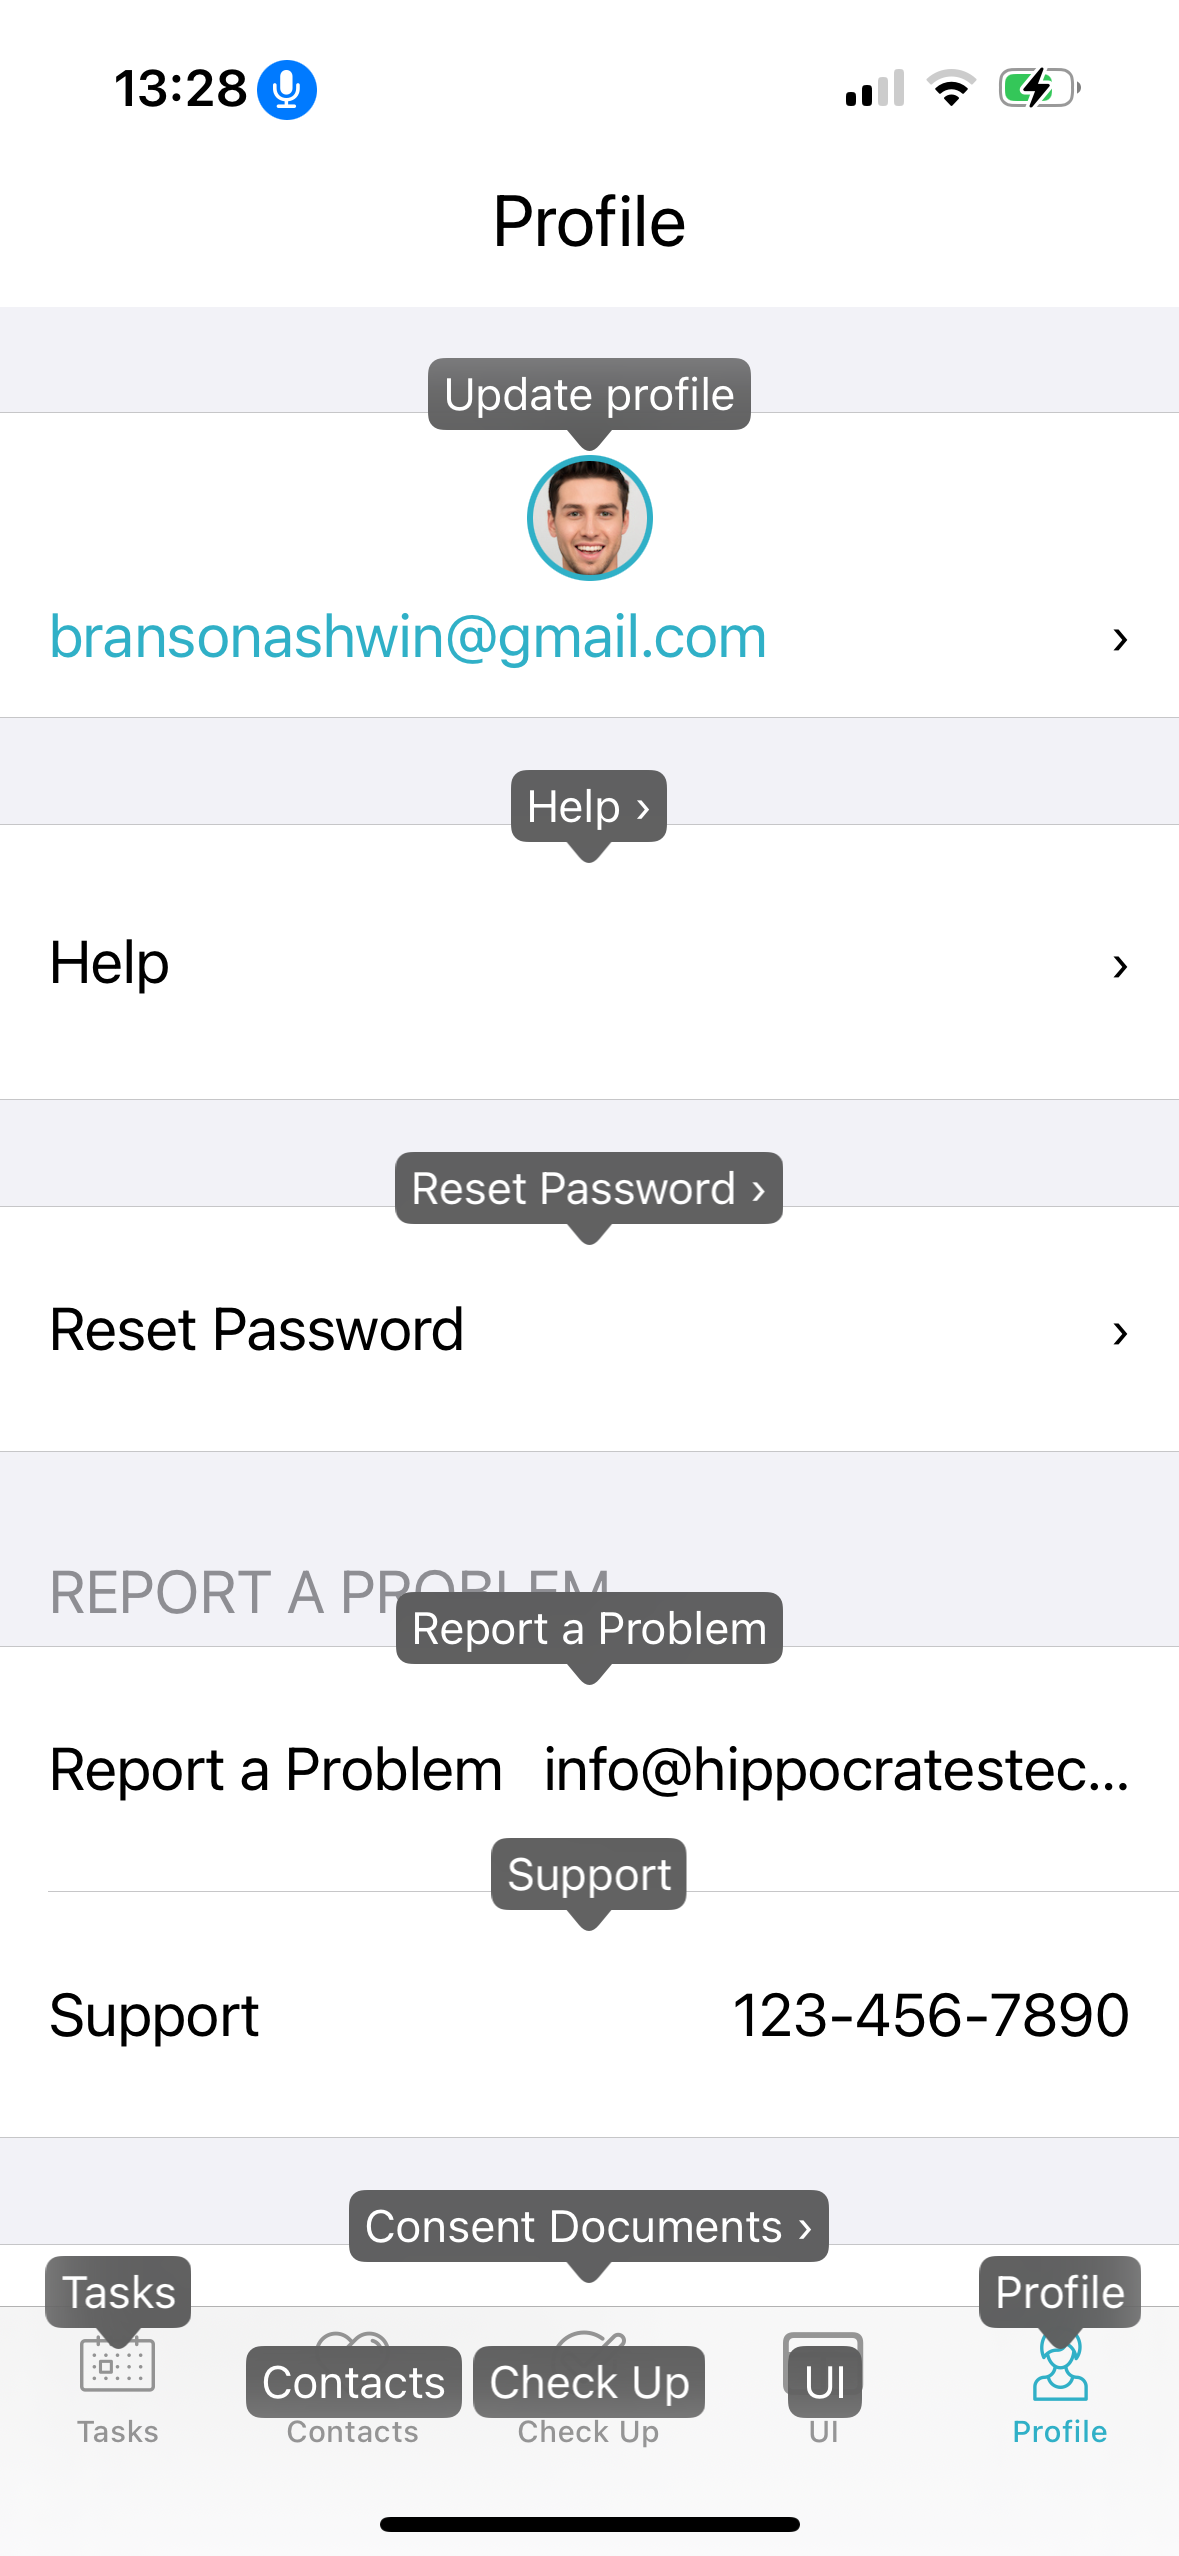 13:28
Profile
Update profile
bransonashwin@gmail.com ›
Help ›
Help ›
Reset Password ›
Reset Password ›
REPORT A PROBLEM
Report a Problem
Report a Problem info@hippocratestec...
Support
Support 123-456-7890
Consent Documents ›
Tasks
Profile
Contacts
Check Up
UI
Tasks
Contacts
Check Up
UI
Profile